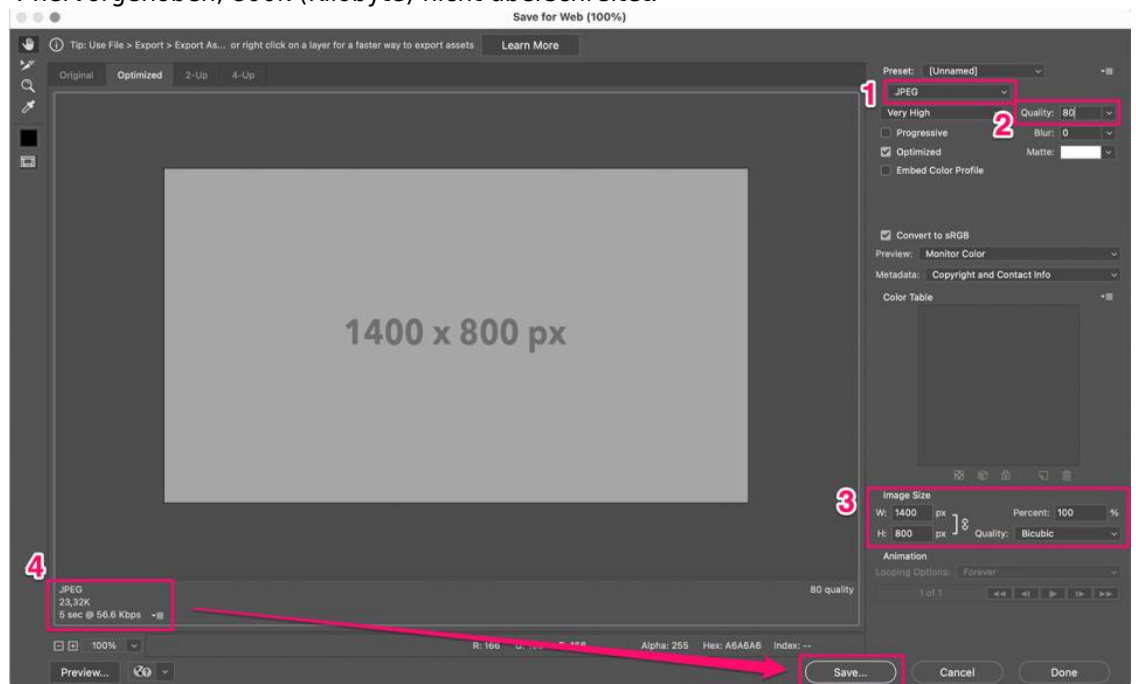 Save for Web (100%)
Tip: Use File > Export > Export As... or right click on a layer for a faster way to export assets
Learn More
Original Optimized 2-Up 4-Up
Preset: [Unnamed]
1 JPEG
Very High 2 Quality: 80
Progressive Blur: 0
Optimized Matte:
Embed Color Profile
Convert to sRGB
Preview: Monitor Color
Metadata: Copyright and Contact Info
Color Table
1400 x 800 px
3 Image Size
W: 1400 px Percent: 100 %
H: 800 px Quality: Bicubic
Animation
Looping Options: Forever
1 of 1
4
JPEG
23,32K
5 sec @ 56.6 Kbps
80 quality
100% R: 166 Alpha: 255 Hex: A6A6A6 Index: --
Preview... Save... Cancel Done